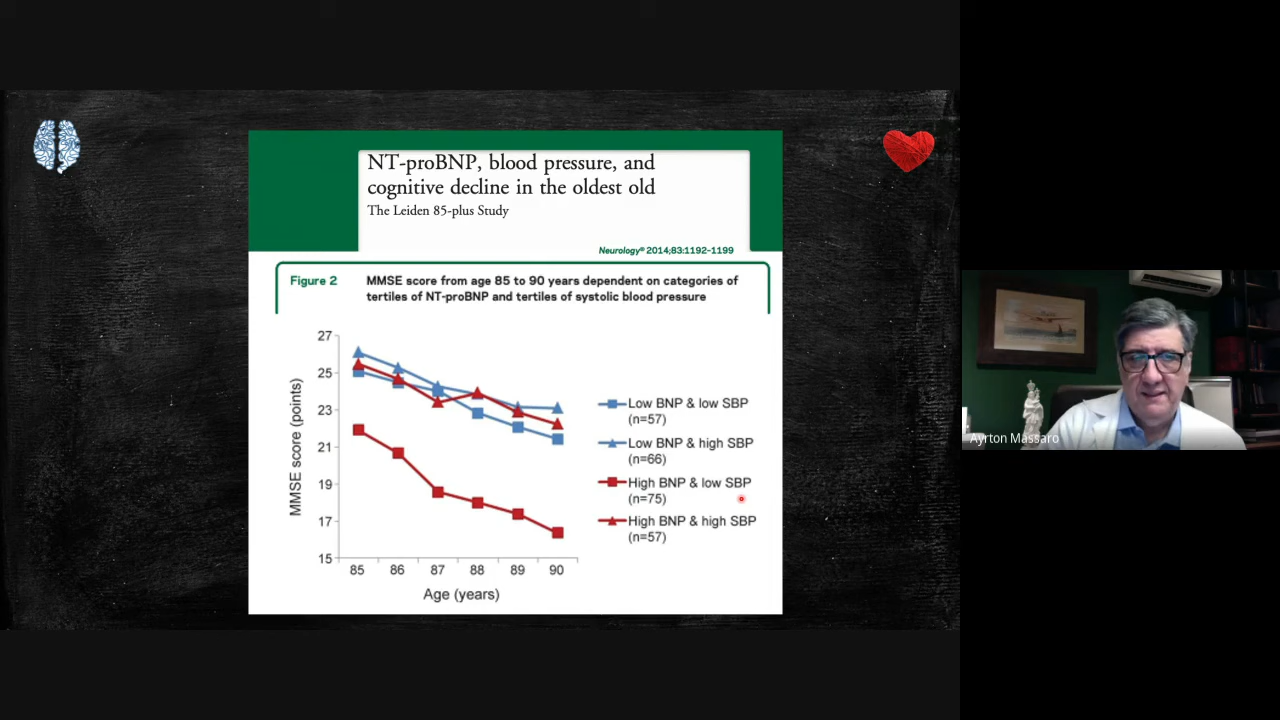 NT-proBNP, blood pressure, and
cognitive decline in the oldest old
The Leiden 85-plus Study
Neurology® 2014;83:1192-1199
Figure 2
MMSE score from age 85 to 90 years dependent on categories of
tertiles of NT-proBNP and tertiles of systolic blood pressure
MMSE score (points)
27
25
23
21
19
17
15
85 86 87 88 89 90
Age (years)
Low BNP & low SBP
(n=57)
Low BNP & high SBP
(n=66)
High BNP & low SBP
(n=75)
High BNP & high SBP
(n=57)
Ayrton Massaro